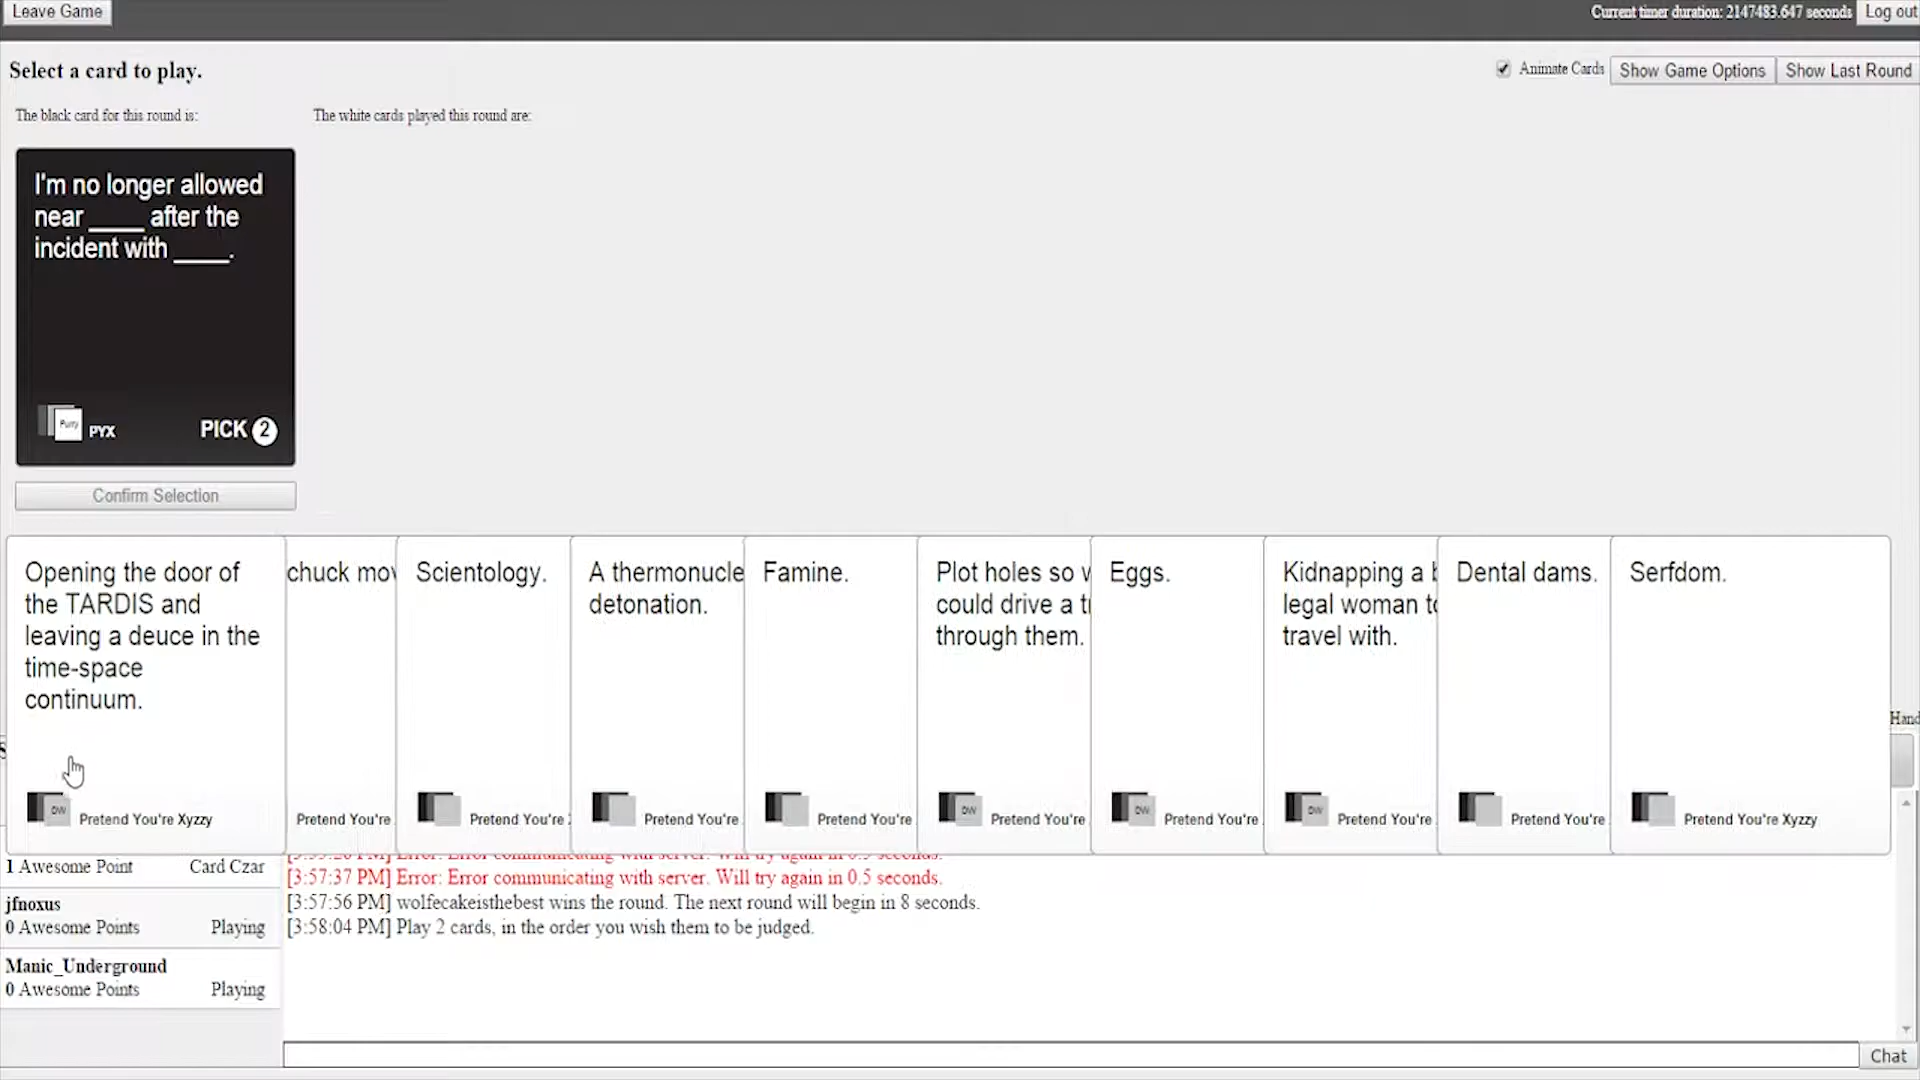 Leave Game
Current timer duration: 2147483.647 seconds
Log out
Select a card to play.
Animate Cards
Show Game Options
Show Last Round
The black card for this round is:
The white cards played this round are:
I'm no longer allowed
near ____ after the
incident with ____.
PYX
PICK 2
Confirm Selection
Opening the door of
the TARDIS and
leaving a deuce in the
time-space
continuum.
DW Pretend You're Xyzzy
chuck
Pretend You're
Scientology.
Pretend You're
A
detonation.
Pretend You're
Famine.
Pretend You're
Plot holes so
could drive a
through them.
DW Pretend You're
Eggs.
DW Pretend You're
Kidnapping a
legal woman
travel with.
DW Pretend You're
Dental dams.
Pretend You're
Serfdom.
Pretend You're Xyzzy
Hand
1 Awesome Point Card Czar
jfnoxus
0 Awesome Points Playing
Manic_Underground
0 Awesome Points Playing
[3:57:37 PM] Error: Error communicating with server. Will try again in 0.5 seconds.
[3:57:56 PM] wolfecakeisthebest wins the round. The next round will begin in 8 seconds.
[3:58:04 PM] Play 2 cards, in the order you wish them to be judged.
Chat